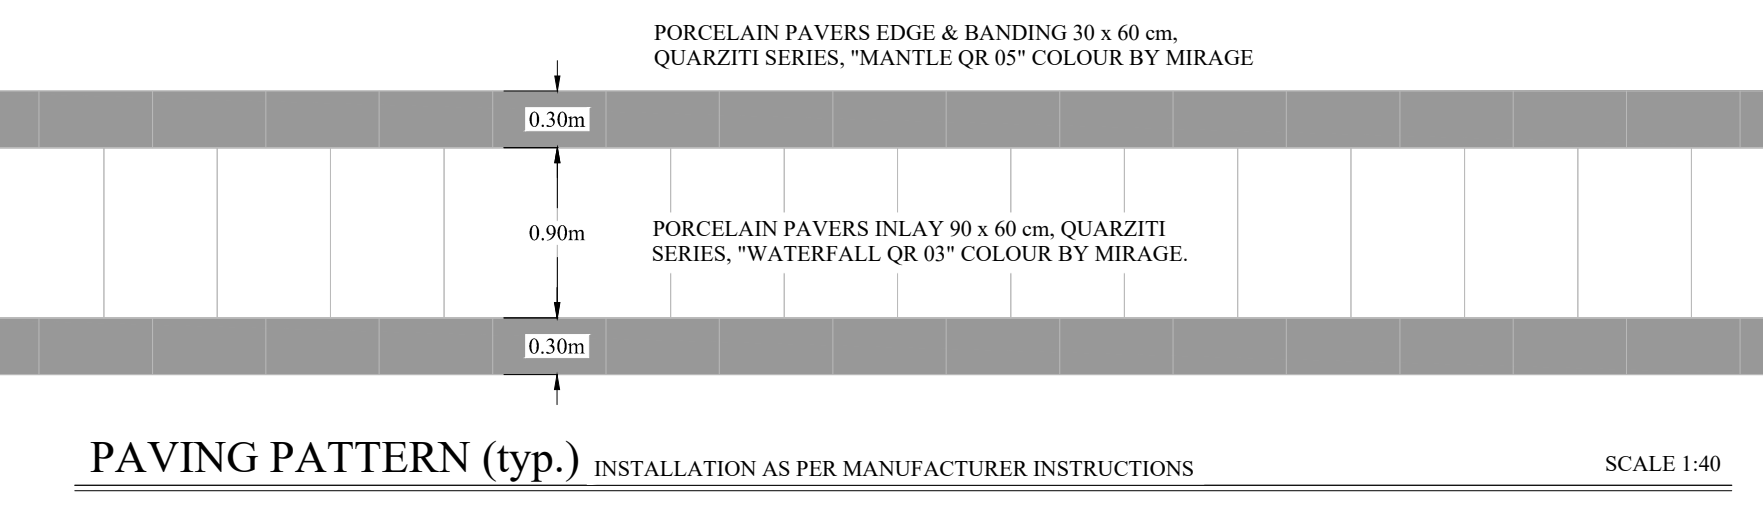 PORCELAIN PAVERS EDGE & BANDING 30 x 60 cm,
QUARZITI SERIES, "MANTLE QR 05" COLOUR BY MIRAGE
0.30m
0.90m
PORCELAIN PAVERS INLAY 90 x 60 cm, QUARZITI
SERIES, "WATERFALL QR 03" COLOUR BY MIRAGE.
0.30m
PAVING PATTERN (typ.) INSTALLATION AS PER MANUFACTURER INSTRUCTIONS
SCALE 1:40